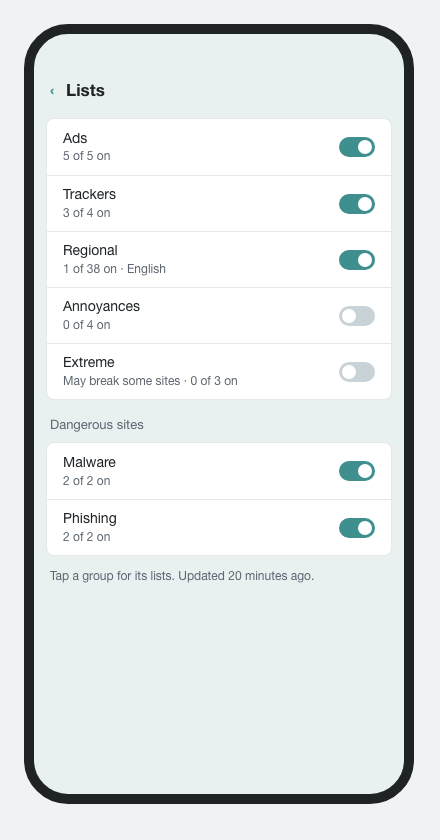 ‹ Lists
Ads
5 of 5 on
Trackers
3 of 4 on
Regional
1 of 38 on · English
Annoyances
0 of 4 on
Extreme
May break some sites · 0 of 3 on
Dangerous sites
Malware
2 of 2 on
Phishing
2 of 2 on
Tap a group for its lists. Updated 20 minutes ago.